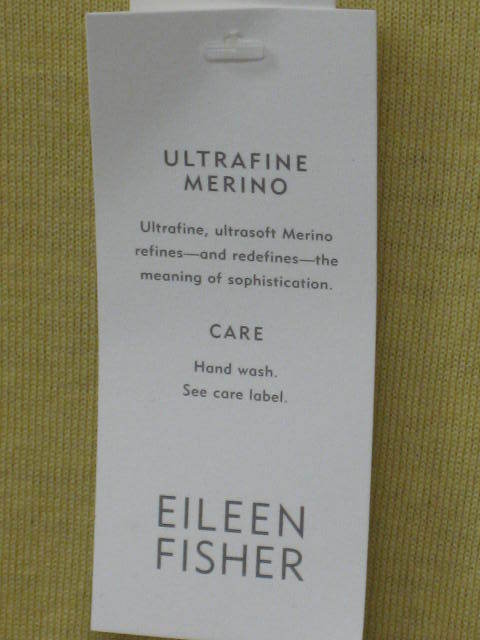 ULTRAFINE
MERINO
Ultrafine, ultrasoft Merino
refines—and redefines—the
meaning of sophistication.
CARE
Hand wash.
See care label.
EILEEN
FISHER